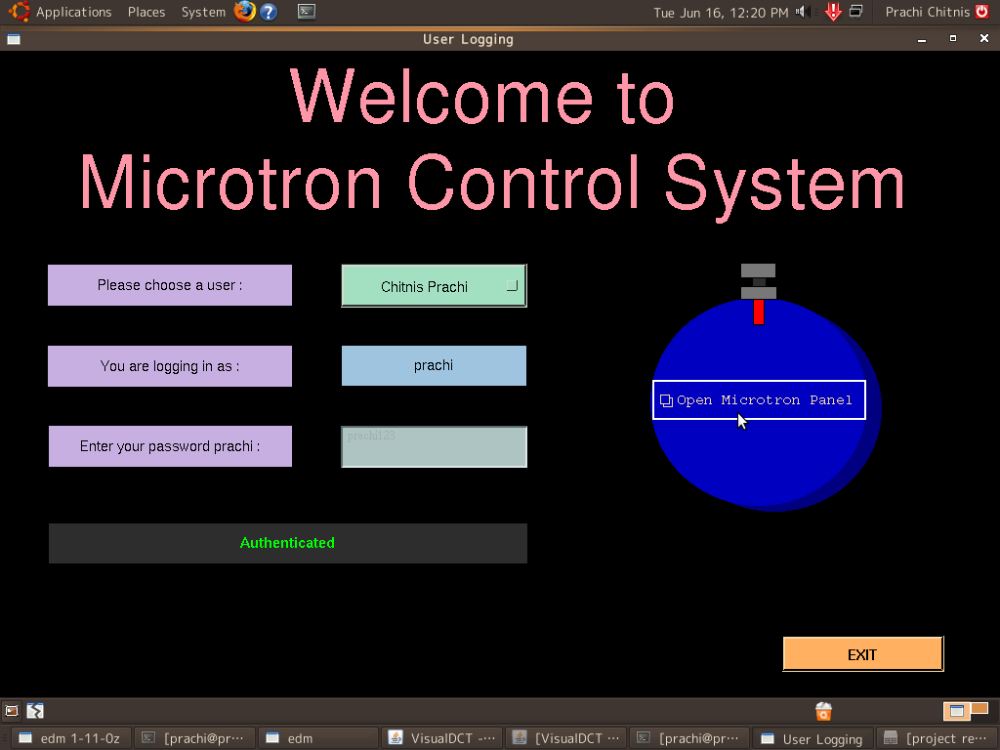 Applications Places System Tue Jun 16, 12:20 PM Prachi Chitnis
User Logging
Welcome to
Microtron Control System
Please choose a user :
Chitnis Prachi
You are logging in as :
prachi
Enter your password prachi :
prachi123
Open Microtron Panel
Authenticated
EXIT
edm 1-11-0z [prachi@pr··· edm VisualDCT -··· [VisualDCT ··· [prachi@pr··· User Logging [project re···